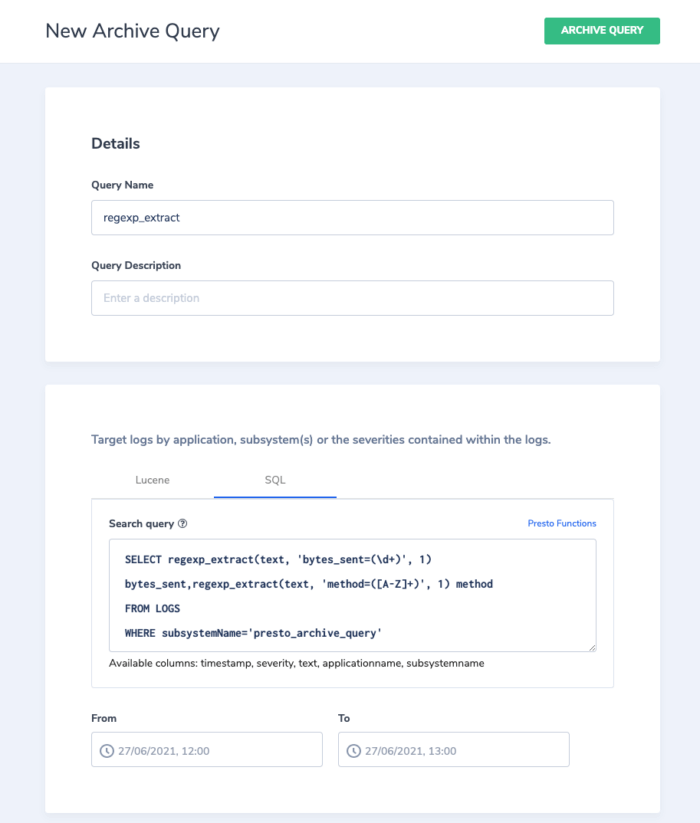 New Archive Query
ARCHIVE QUERY
Details
Query Name
regexp_extract
Query Description
Enter a description
Target logs by application, subsystem(s) or the severities contained within the logs.
Lucene SQL
Search query Presto Functions
SELECT regexp_extract(text, 'bytes_sent=(\d+)', 1)
bytes_sent,regexp_extract(text, 'method=([A-Z]+)', 1) method
FROM LOGS
WHERE subsystemName='presto_archive_query'
Available columns: timestamp, severity, text, applicationname, subsystemname
From To
27/06/2021, 12:00 27/06/2021, 13:00